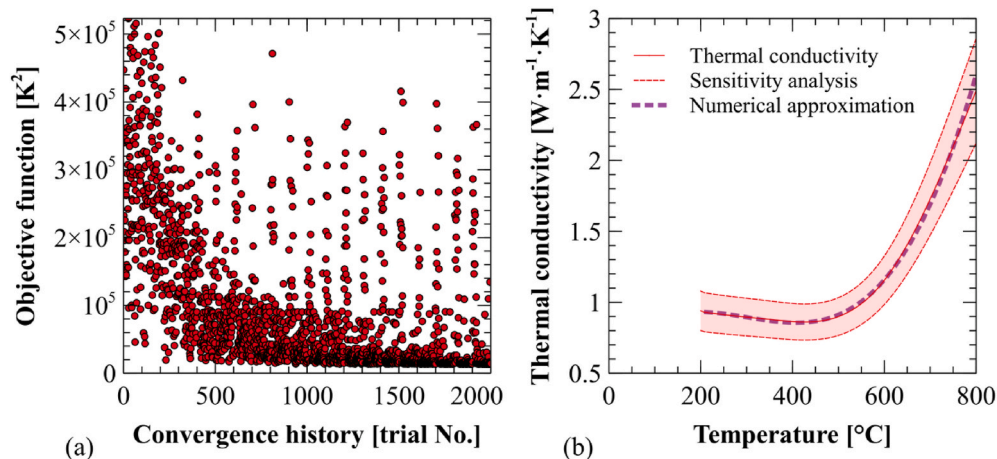 Objective function [K²]
5×10⁵
4×10⁵
3×10⁵
2×10⁵
10⁵
0
0 500 1000 1500 2000
Convergence history [trial No.]
(a)
Thermal conductivity [W·m⁻¹·K⁻¹]
3
2.5
2
1.5
1
0.5
Thermal conductivity
Sensitivity analysis
Numerical approximation
0 200 400 600 800
Temperature [°C]
(b)